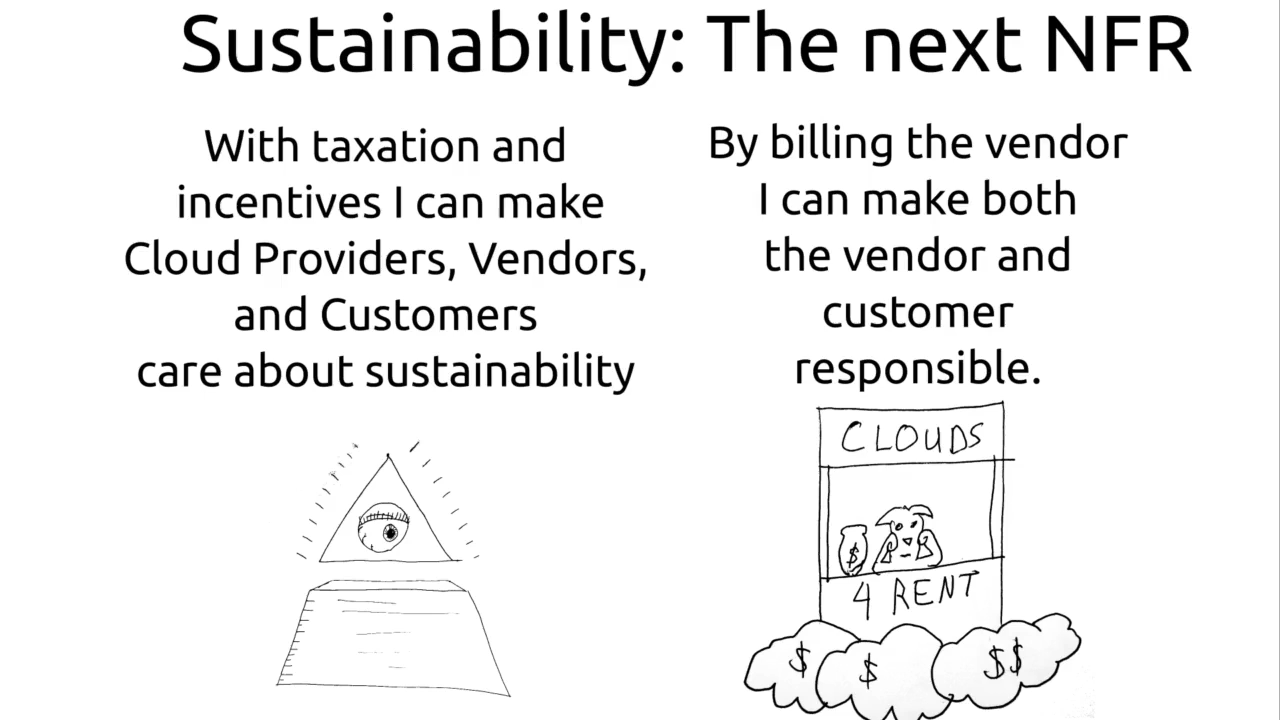 Sustainability: The next NFR
With taxation and
incentives I can make
Cloud Providers, Vendors,
and Customers
care about sustainability
By billing the vendor
I can make both
the vendor and
customer
responsible.
CLOUDS
$
4 RENT
$
$
$$